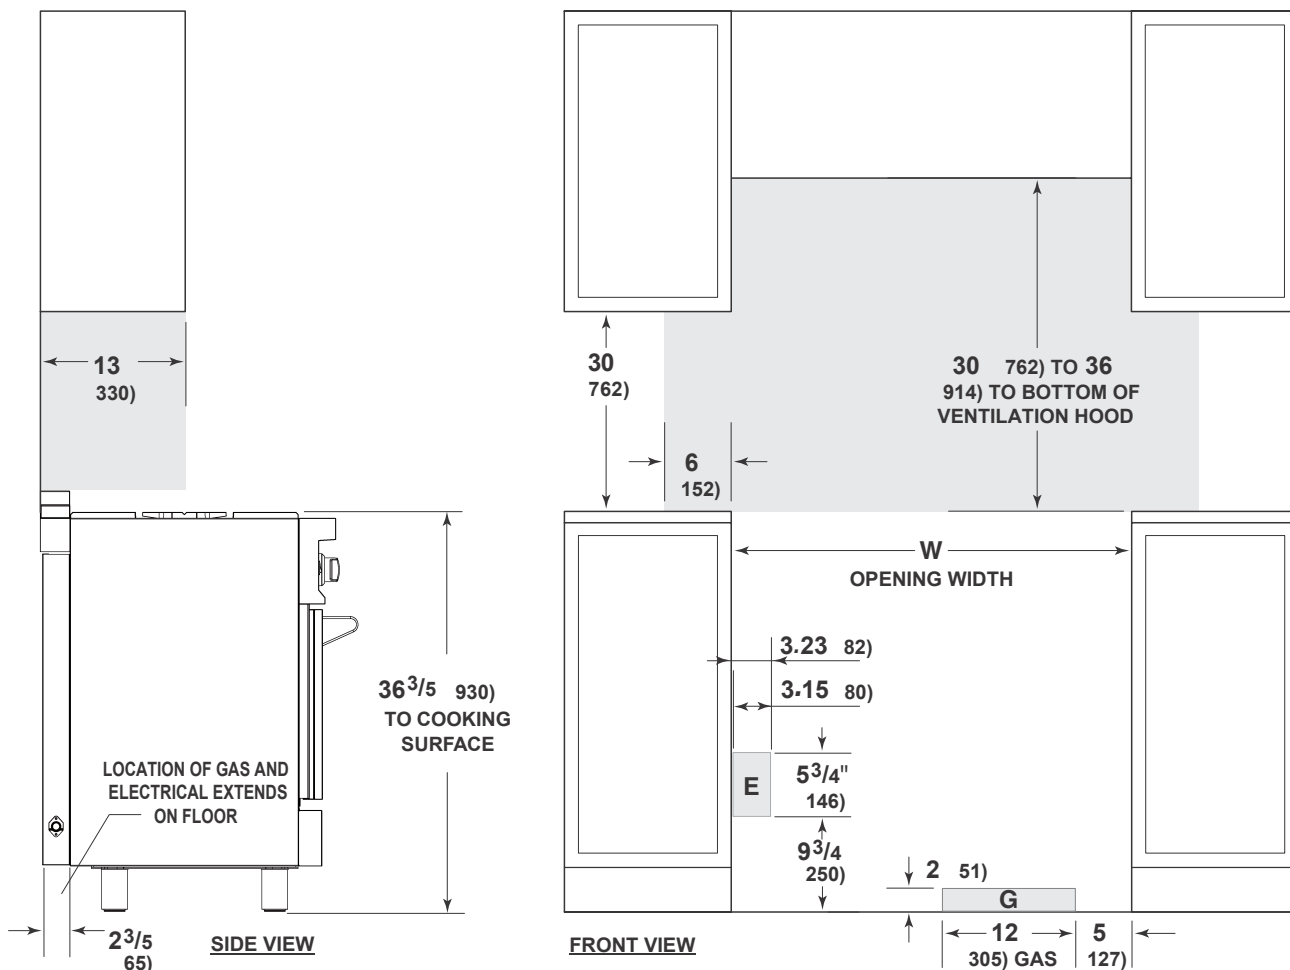 13
330)
36 3/5 930)
TO COOKING
SURFACE
LOCATION OF GAS AND
ELECTRICAL EXTENDS
ON FLOOR
2 3/5
65)
SIDE VIEW
30
762)
30 762) TO 36
914) TO BOTTOM OF
VENTILATION HOOD
6
152)
W
OPENING WIDTH
3.23 82)
3.15 80)
E
5 3/4"
146)
9 3/4
250)
2 51)
G
12
305) GAS
5
127)
FRONT VIEW